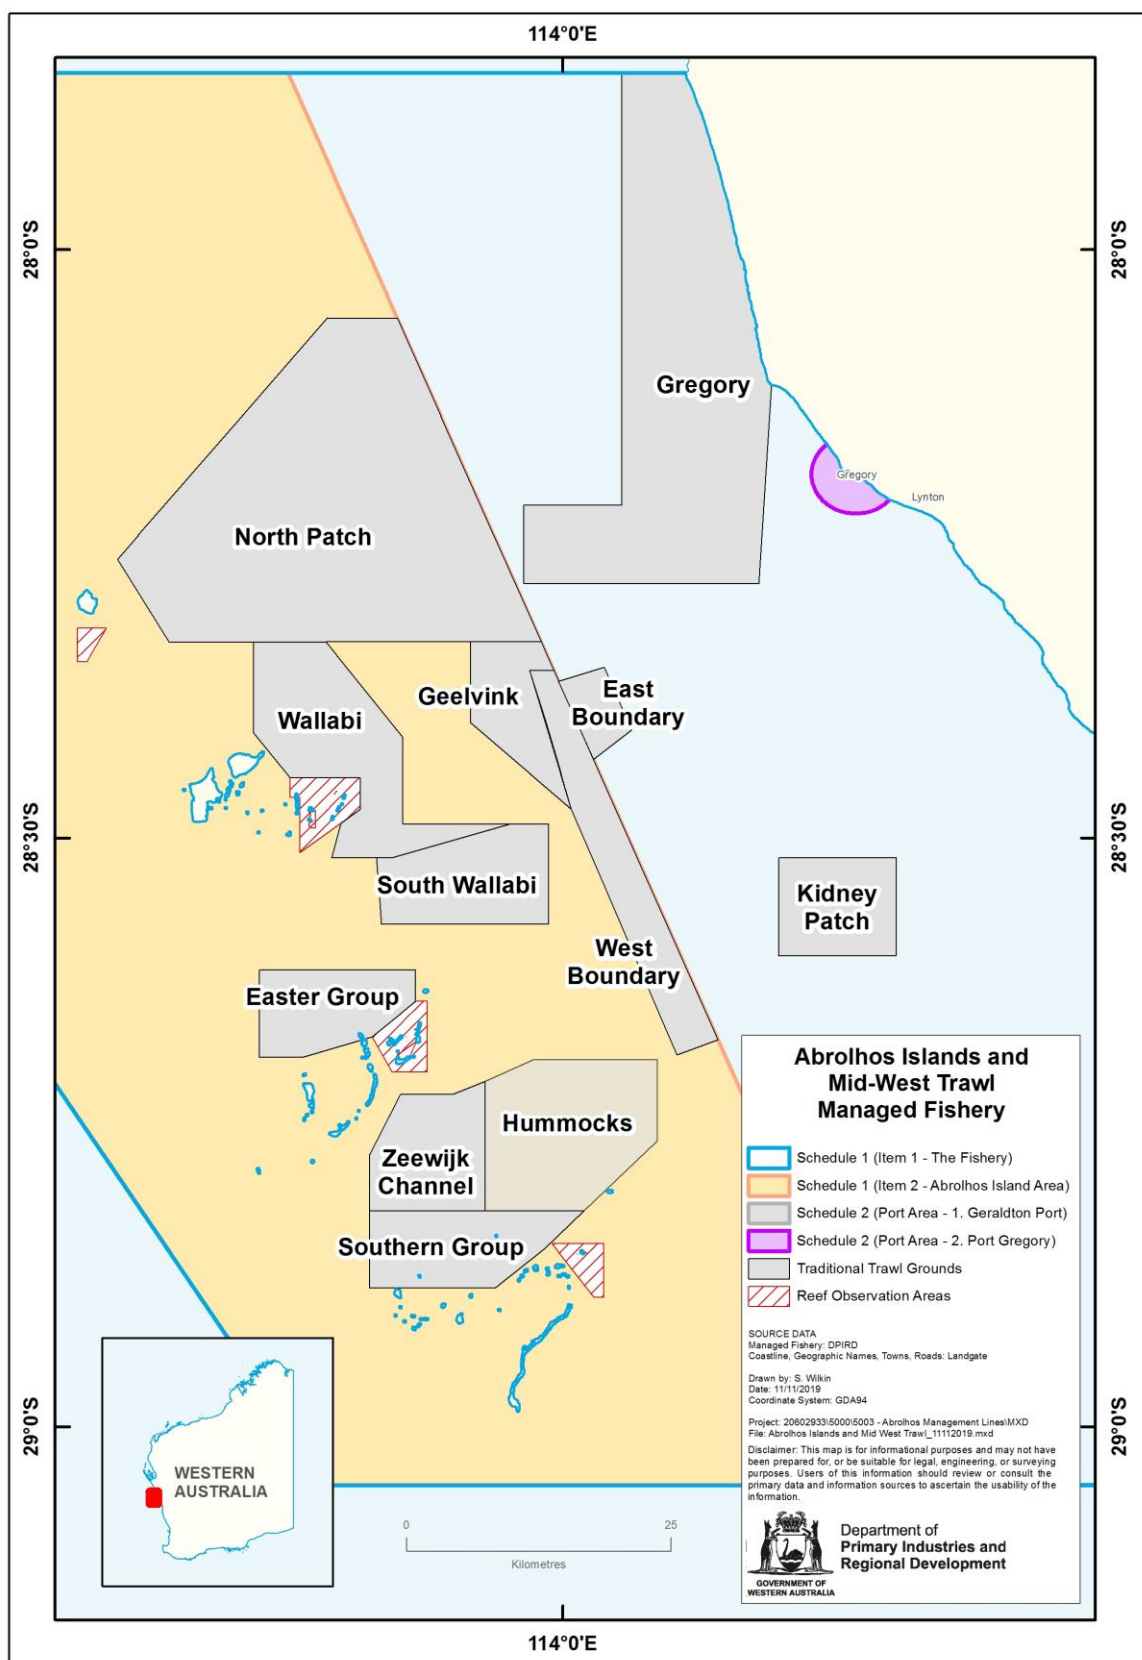 114°0'E
28°0'S
28°0'S
Gregory
Gregory
Lynton
North Patch
East
Boundary
Geelvink
Wallabi
28°30'S
28°30'S
South Wallabi
Kidney
Patch
West
Boundary
Easter Group
Hummocks
Zeewijk
Channel
Southern Group
29°0'S
Abrolhos Islands and
Mid-West Trawl
Managed Fishery
Schedule 1 (Item 1 - The Fishery)
Schedule 1 (Item 2 - Abrolhos Island Area)
Schedule 2 (Port Area - 1. Geraldton Port)
Schedule 2 (Port Area - 2. Port Gregory)
Traditional Trawl Grounds
Reef Observation Areas
SOURCE DATA
Managed Fishery: DPIRD
Coastline, Geographic Names, Towns, Roads: Landgate
Drawn by: S. Wilkin
Date: 11/11/2019
Coordinate System: GDA94
Project: 20602933\5000\5003 - Abrolhos Management Lines\MXD
File: Abrolhos Islands and Mid West Trawl_11112019.mxd
Disclaimer: This map is for informational purposes and may not have
been prepared for, or be suitable for legal, engineering, or surveying
purposes. Users of this information should review or consult the
primary data and information sources to ascertain the usability of the
information.
Department of
Primary Industries and
Regional Development
GOVERNMENT OF
WESTERN AUSTRALIA
WESTERN
AUSTRALIA
0 25
Kilometres
29°0'S
114°0'E